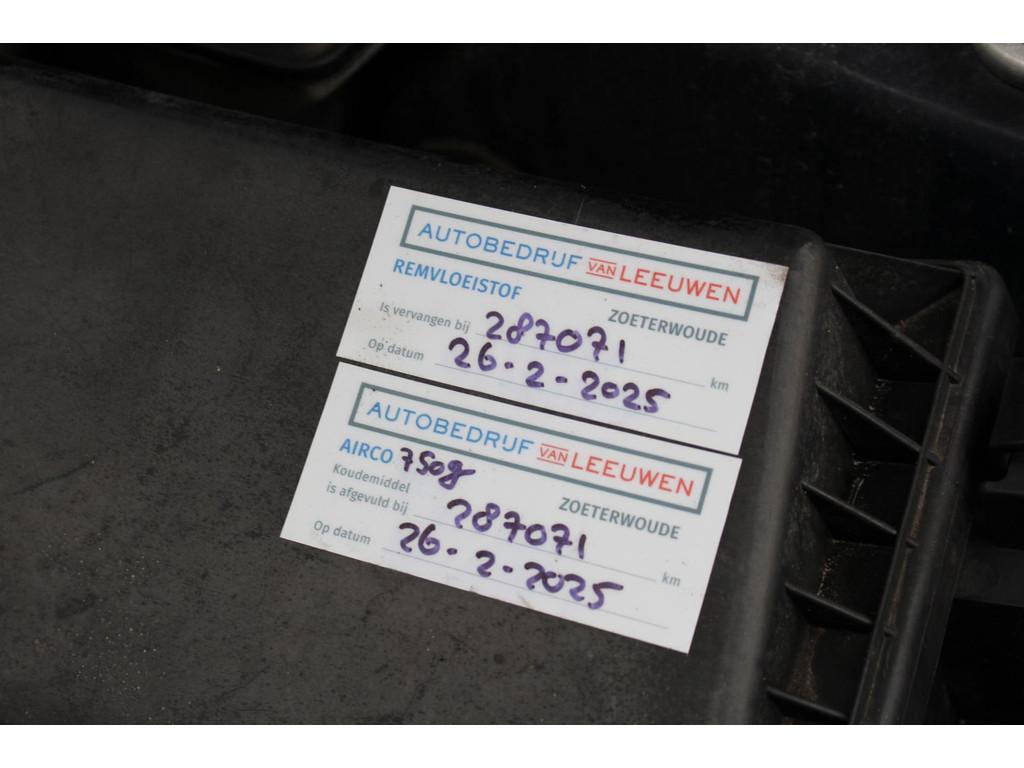 AUTOBEDRIJF VAN LEEUWEN
REMVLOEISTOF
ZOETERWOUDE
Is vervangen bij 287071 km
Op datum 26-2-2025
AUTOBEDRIJF VAN LEEUWEN
AIRCO 750g
ZOETERWOUDE
Koudemiddel
is afgevuld bij 287071 km
Op datum 26-2-2025